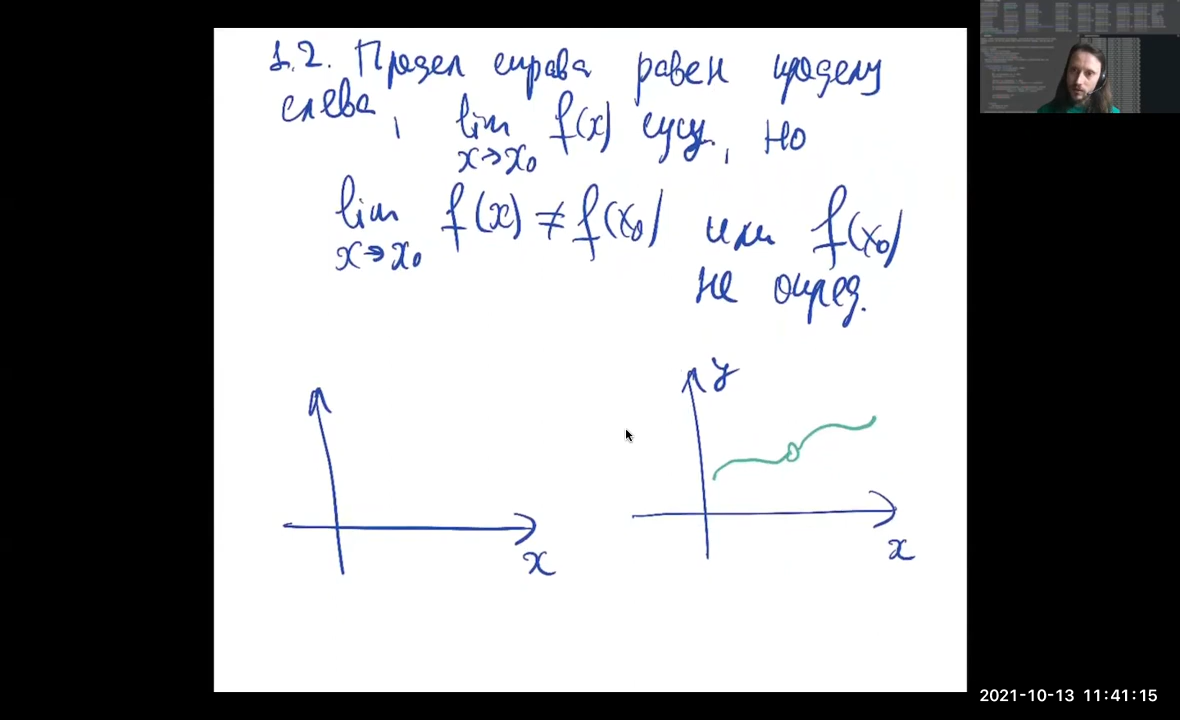 1.2. Предел справа равен пределу
слева, lim f(x) сущ., но
x→x₀
lim f(x) ≠ f(x₀) или f(x₀)
x→x₀
не опред.
y
x
x
2021-10-13 11:41:15